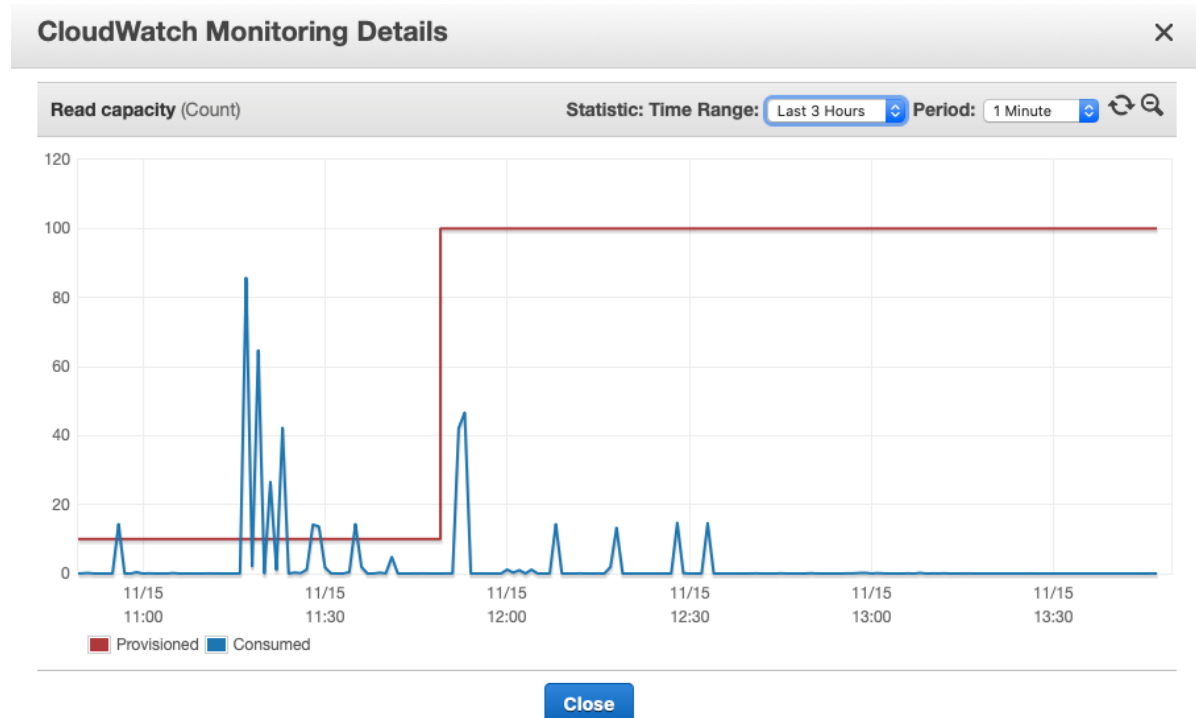 CloudWatch Monitoring Details
Read capacity (Count) Statistic: Time Range: Last 3 Hours Period: 1 Minute
120
100
80
60
40
20
0
11/15 11/15 11/15 11/15 11/15 11/15
11:00 11:30 12:00 12:30 13:00 13:30
Provisioned Consumed
Close